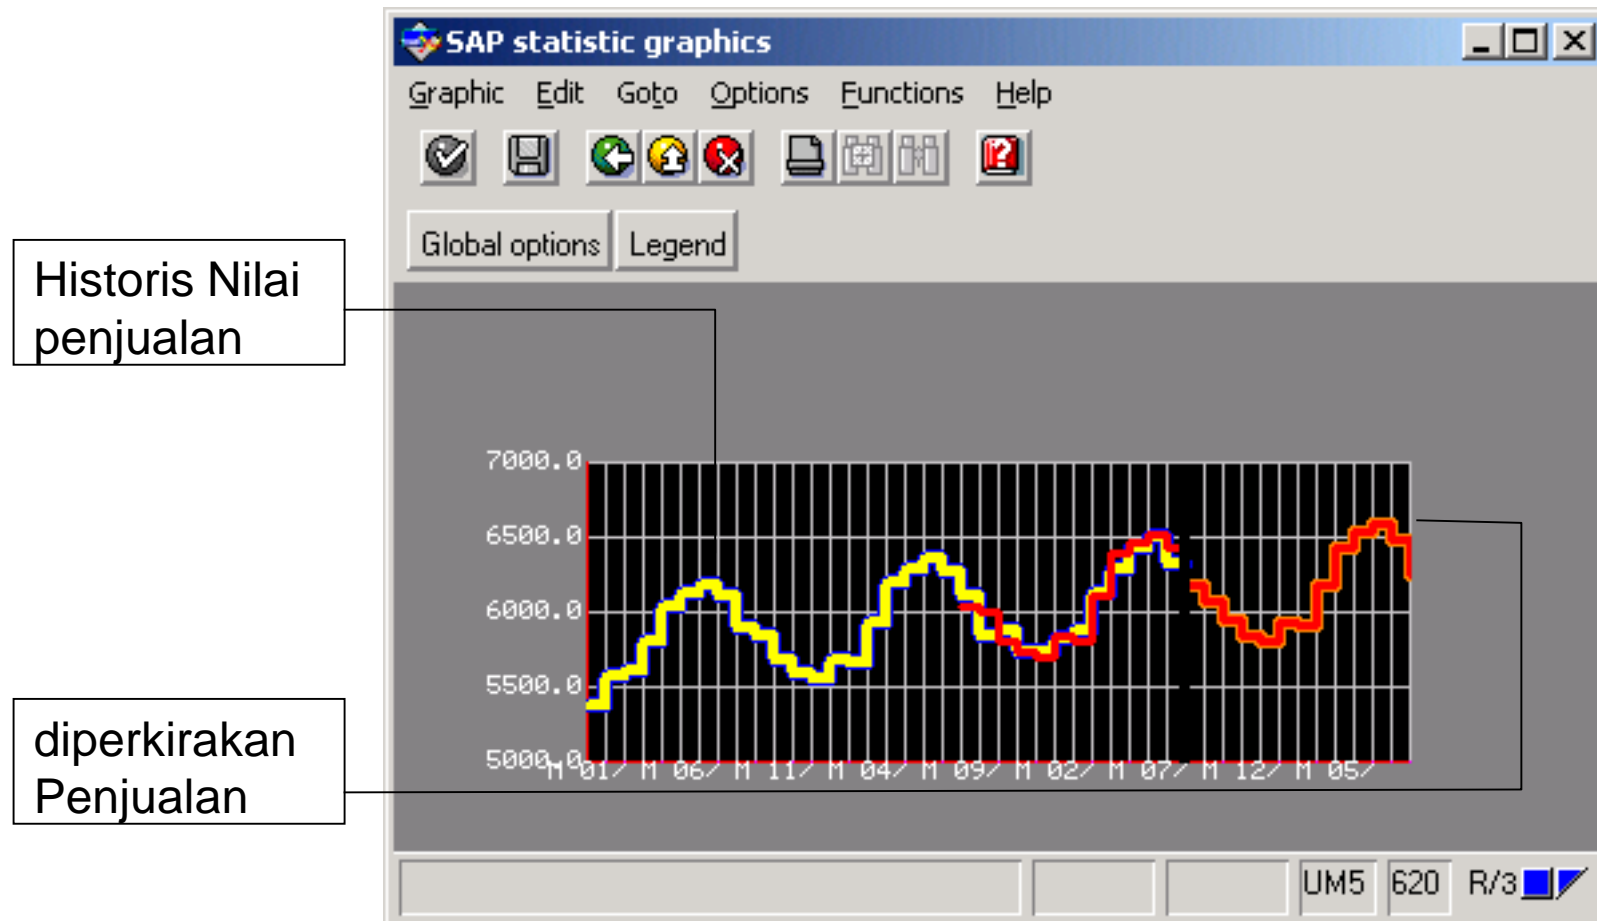 SAP statistic graphics
Graphic Edit Goto Options Functions Help
Global options Legend
Historis Nilai
penjualan
7000.0
6500.0
6000.0
5500.0
5000.0
M 01/ M 06/ M 11/ M 04/ M 09/ M 02/ M 07/ M 12/ M 05/
diperkirakan
Penjualan
UM5 620 R/3